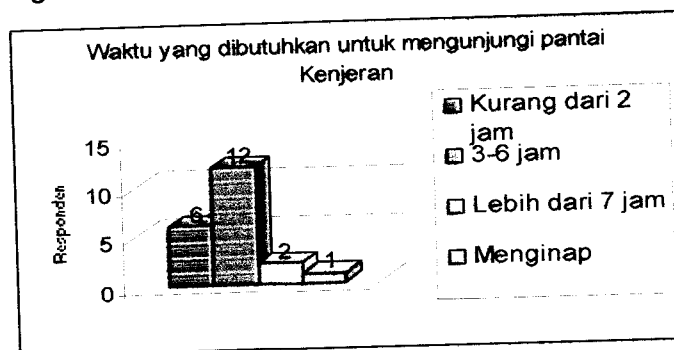 Waktu yang dibutuhkan untuk mengunjungi pantai
Kenjeran
Responden
15
10
5
0
6
12
2
1
Kurang dari 2
jam
3-6 jam
Lebih dari 7 jam
Menginap